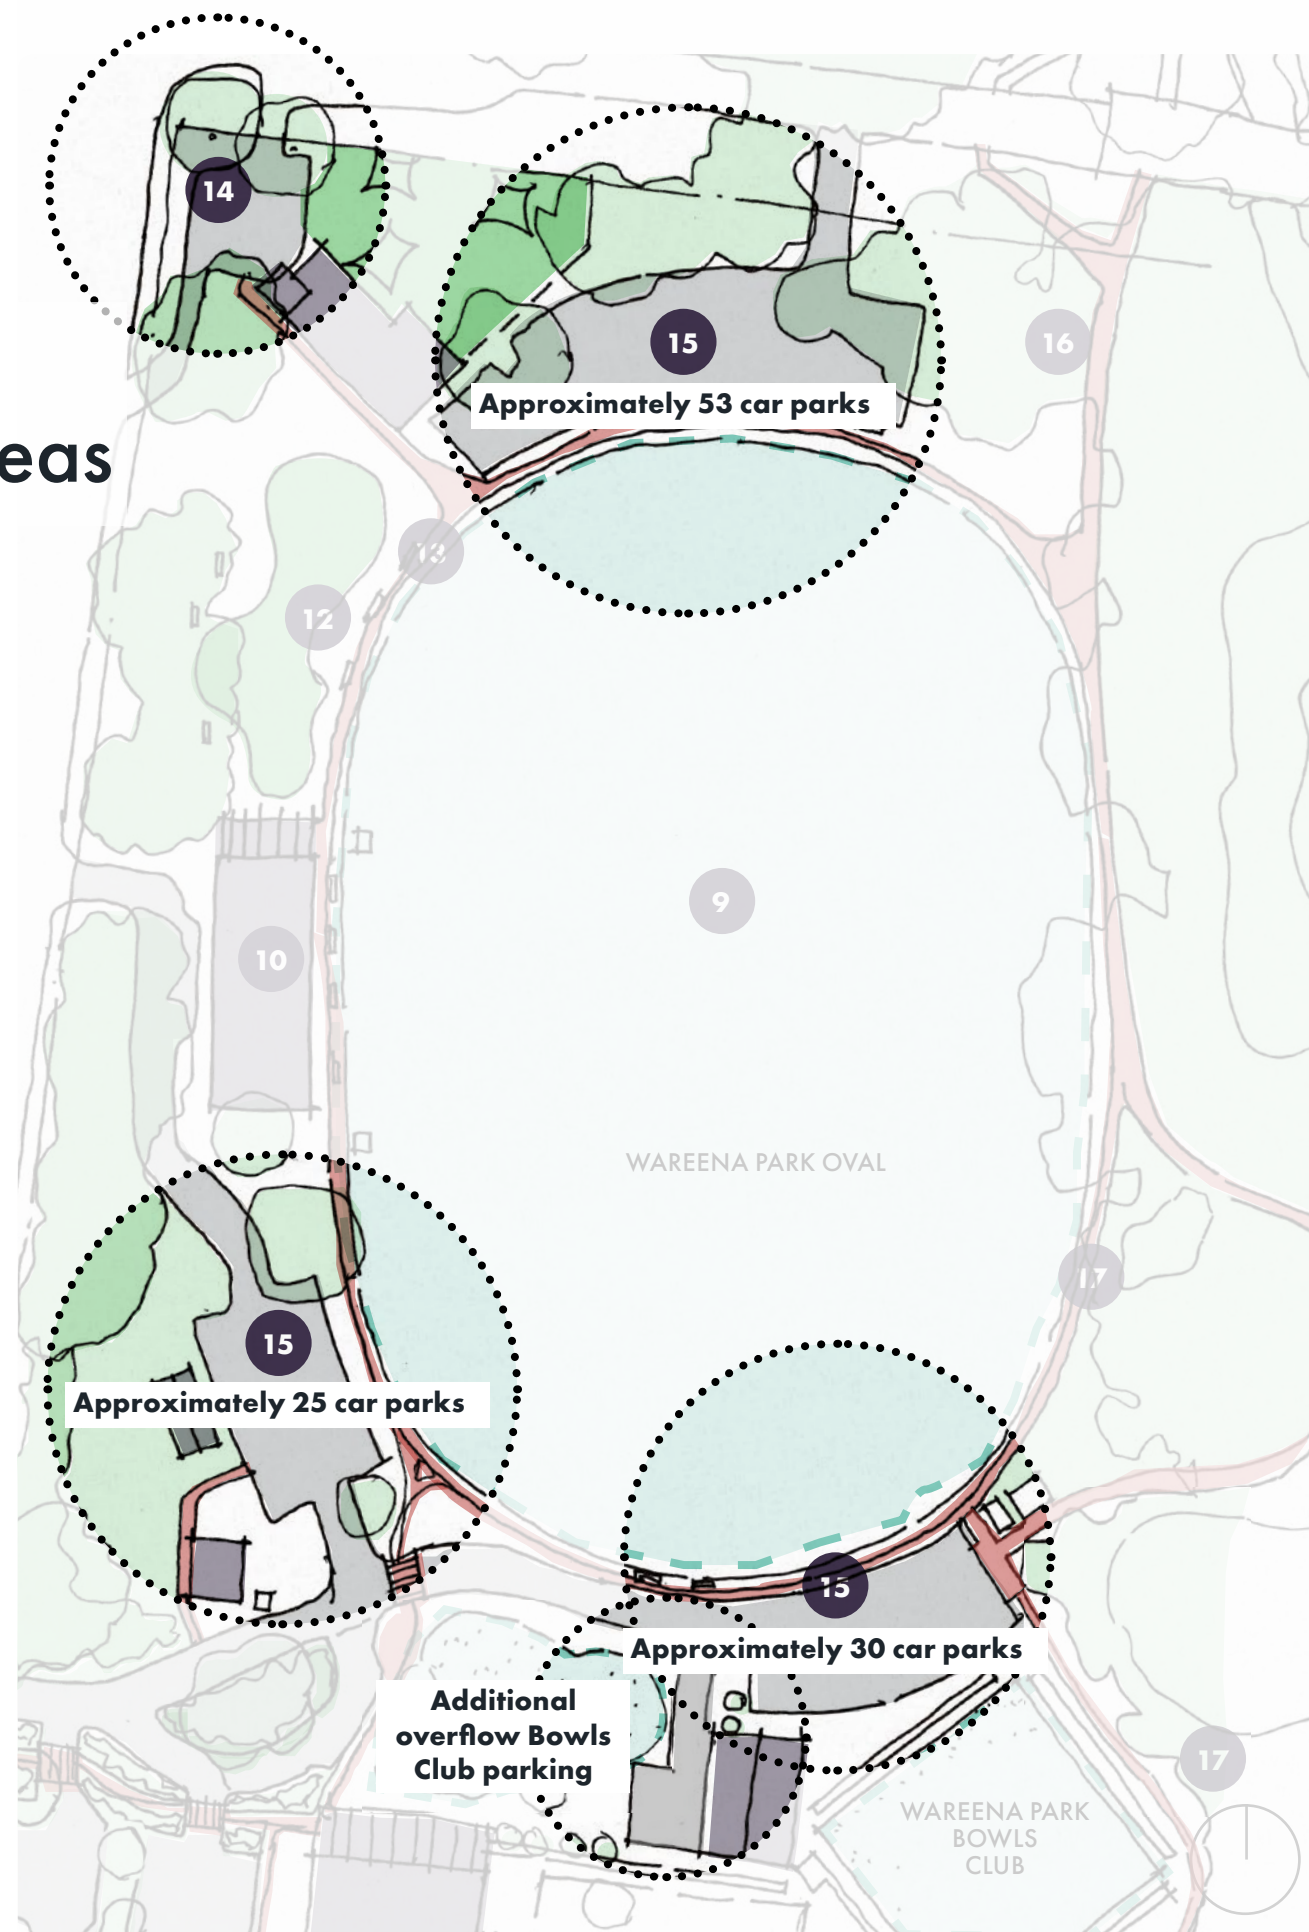 14
15
16
Approximately 53 car parks
eas
13
12
9
10
WAREENA PARK OVAL
17
15
Approximately 25 car parks
15
Approximately 30 car parks
Additional
overflow Bowls
Club parking
17
WAREENA PARK
BOWLS
CLUB